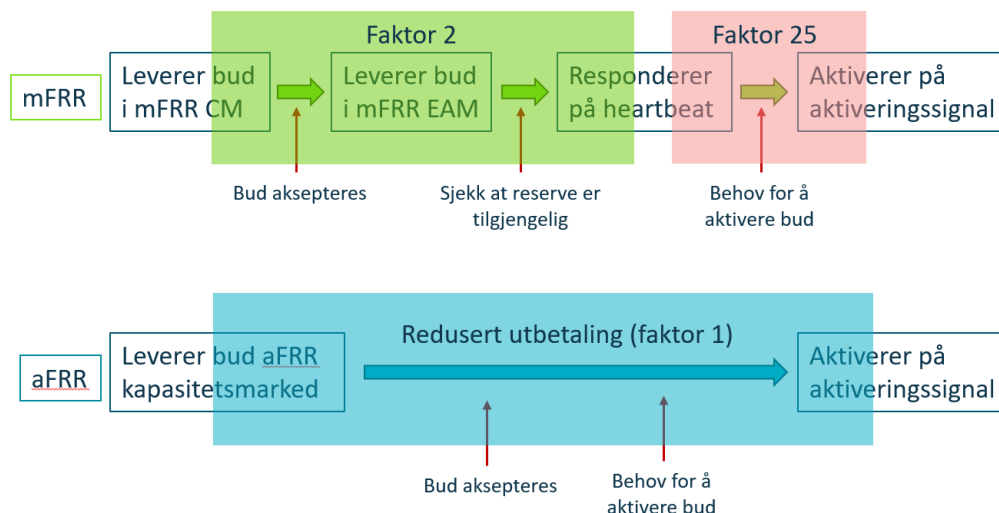 Faktor 2
Faktor 25
mFRR
Leverer bud
i mFRR CM
Leverer bud
i mFRR EAM
Responderer
på heartbeat
Aktiverer på
aktiveringssignal
Bud aksepteres
Sjekk at reserve er
tilgjengelig
Behov for å
aktivere bud
Redusert utbetaling (faktor 1)
aFRR
Leverer bud aFRR
kapasitetsmarked
Aktiverer på
aktiveringssignal
Bud aksepteres
Behov for å
aktivere bud